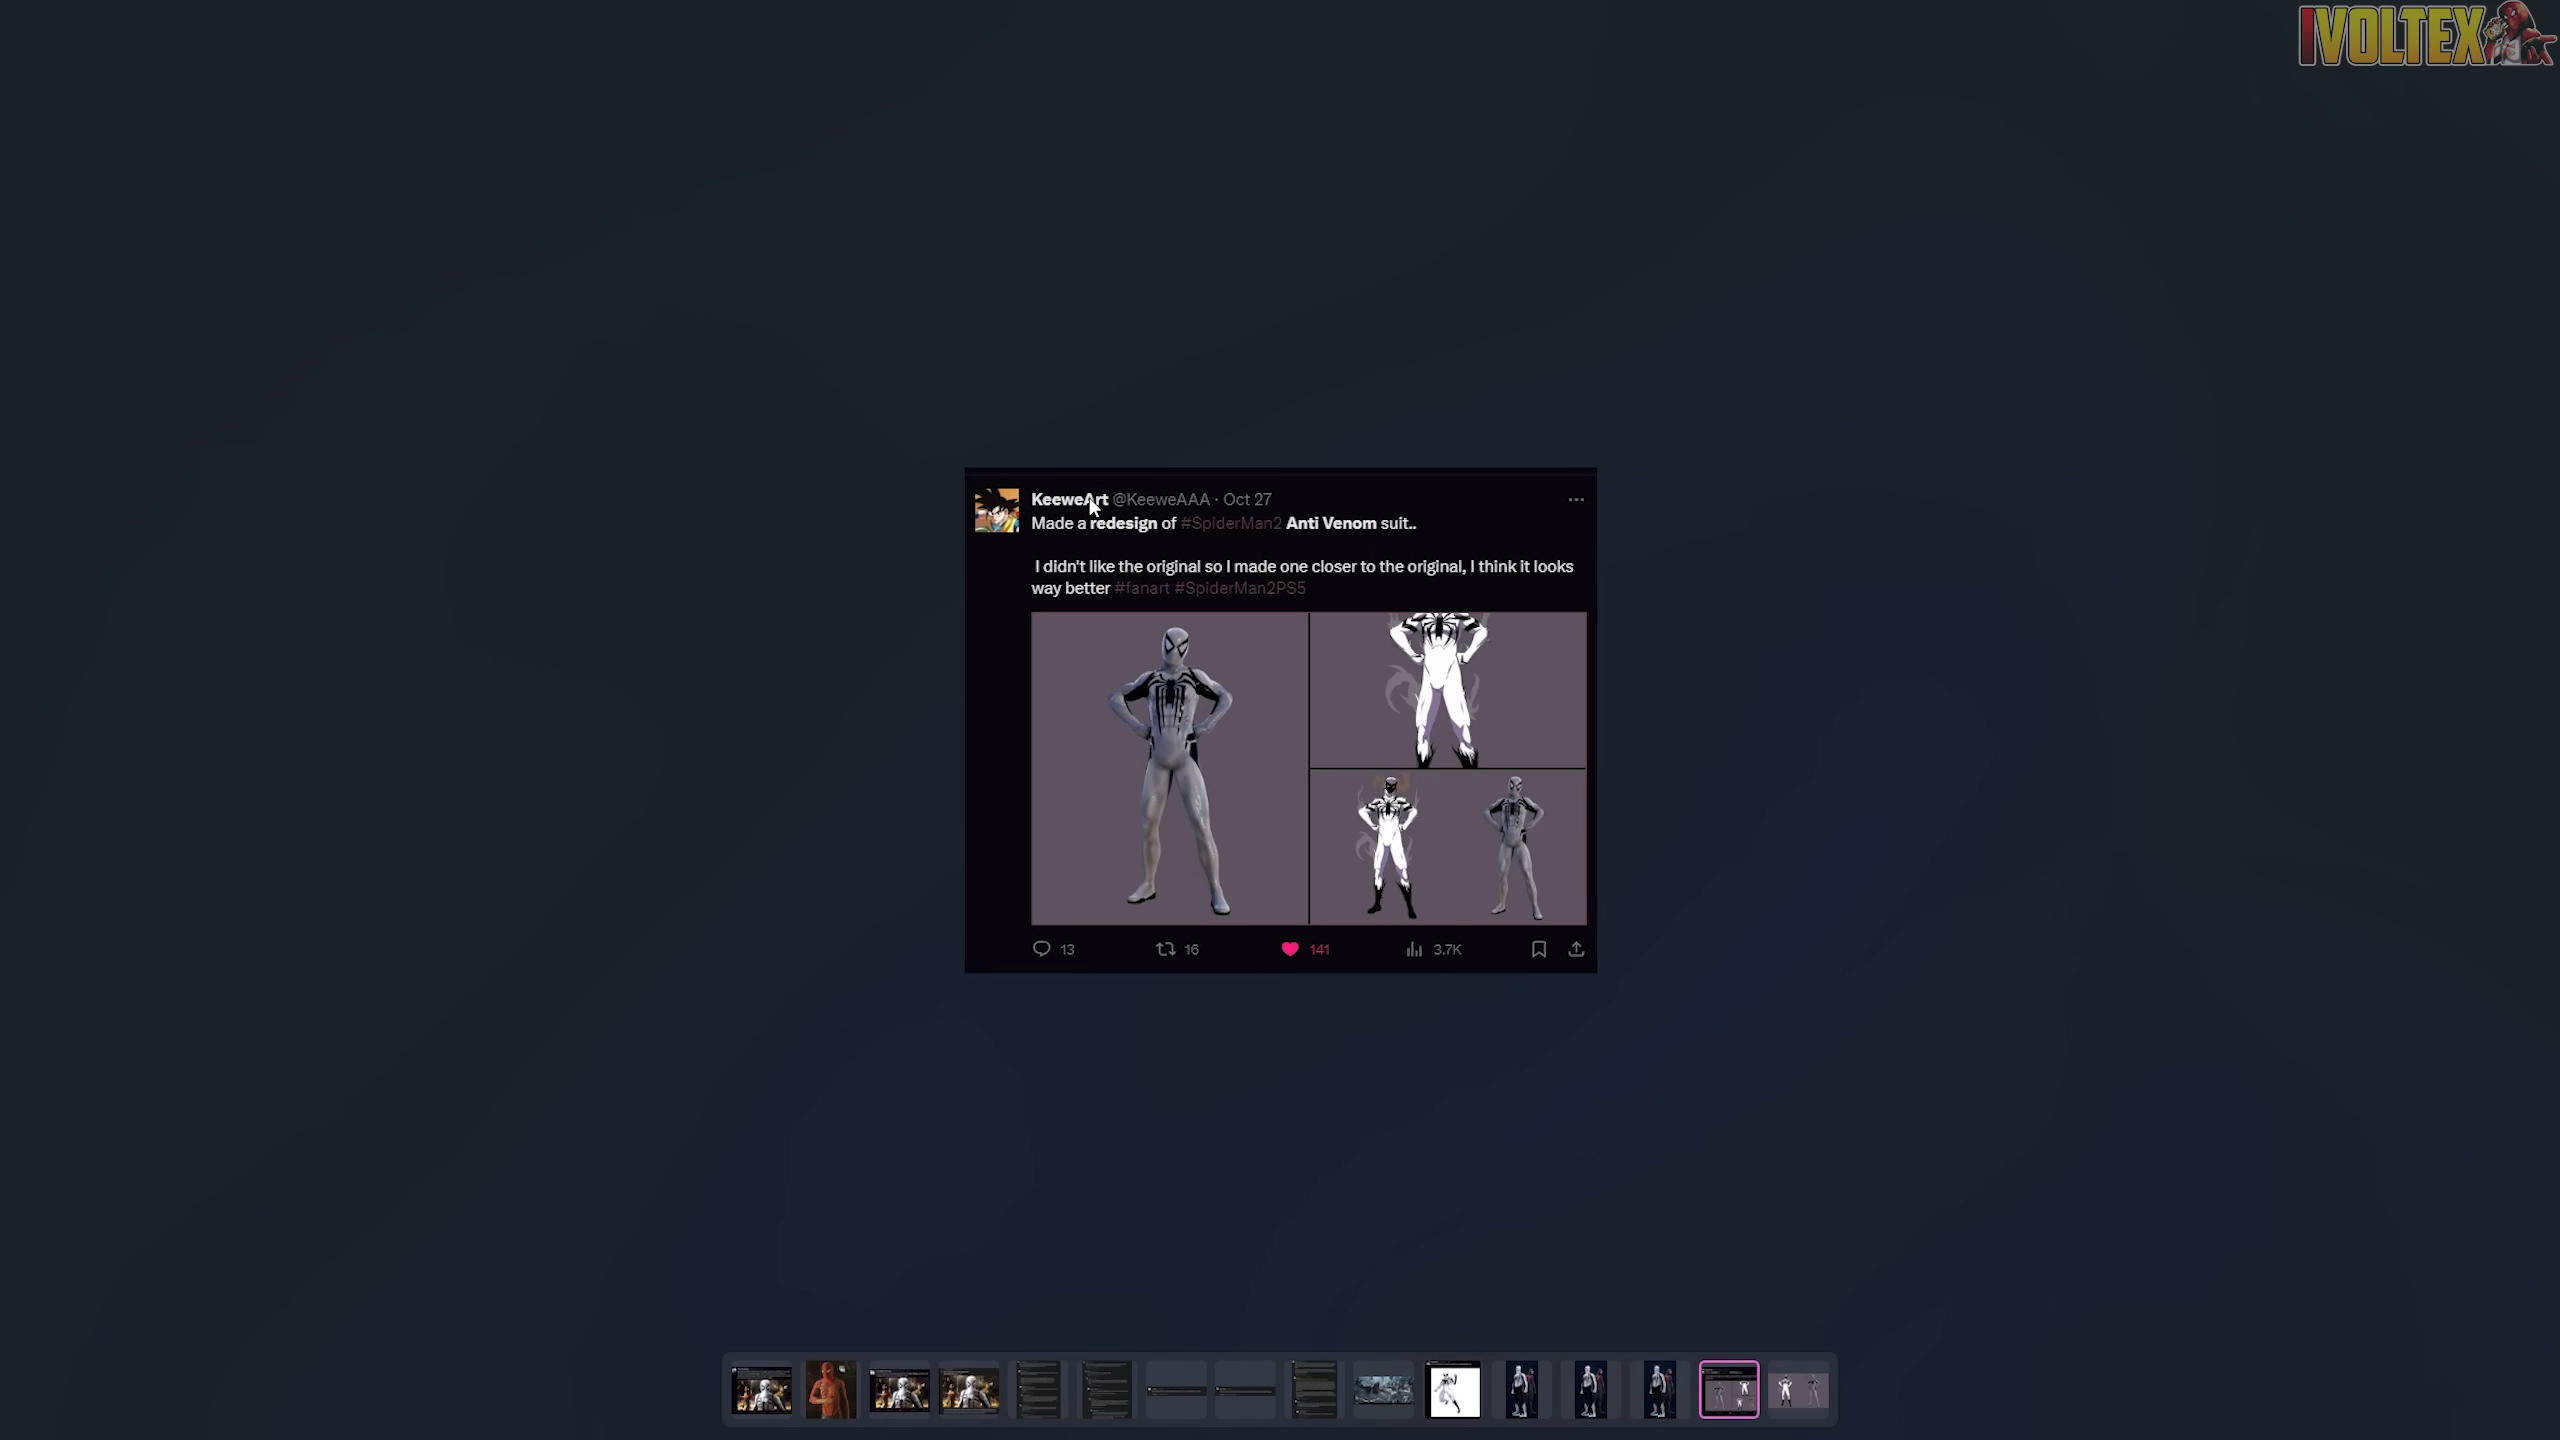 IVOLTEX
KeeweArt @KeeweAAA · Oct 27
Made a redesign of #SpiderMan2 Anti Venom suit..
I didn't like the original so I made one closer to the original, I think it looks
way better #fanart #SpiderMan2PS5
13 16 141 3.7K